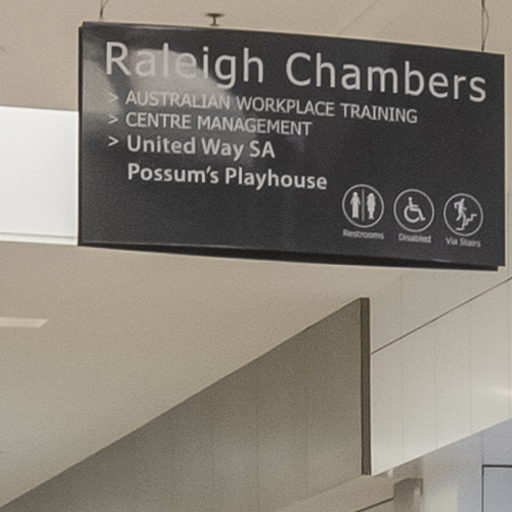 Raleigh Chambers
> AUSTRALIAN WORKPLACE TRAINING
> CENTRE MANAGEMENT
> United Way SA
Possum's Playhouse
Restrooms Disabled Via Stairs